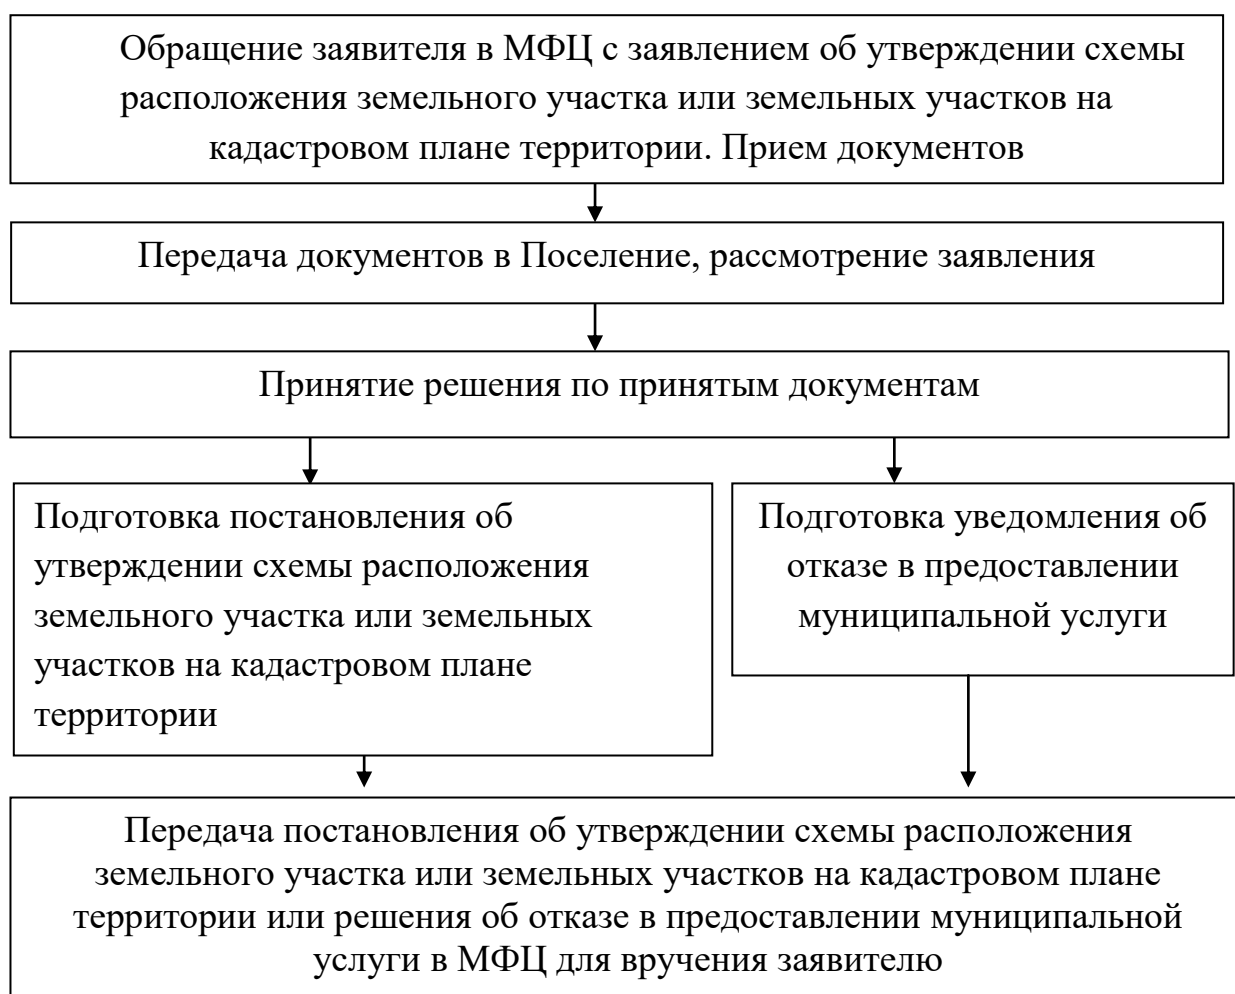 Обращение заявителя в МФЦ с заявлением об утверждении схемы
расположения земельного участка или земельных участков на
кадастровом плане территории. Прием документов
Передача документов в Поселение, рассмотрение заявления
Принятие решения по принятым документам
Подготовка постановления об
утверждении схемы расположения
земельного участка или земельных
участков на кадастровом плане
территории
Подготовка уведомления об
отказе в предоставлении
муниципальной услуги
Передача постановления об утверждении схемы расположения
земельного участка или земельных участков на кадастровом плане
территории или решения об отказе в предоставлении муниципальной
услуги в МФЦ для вручения заявителю